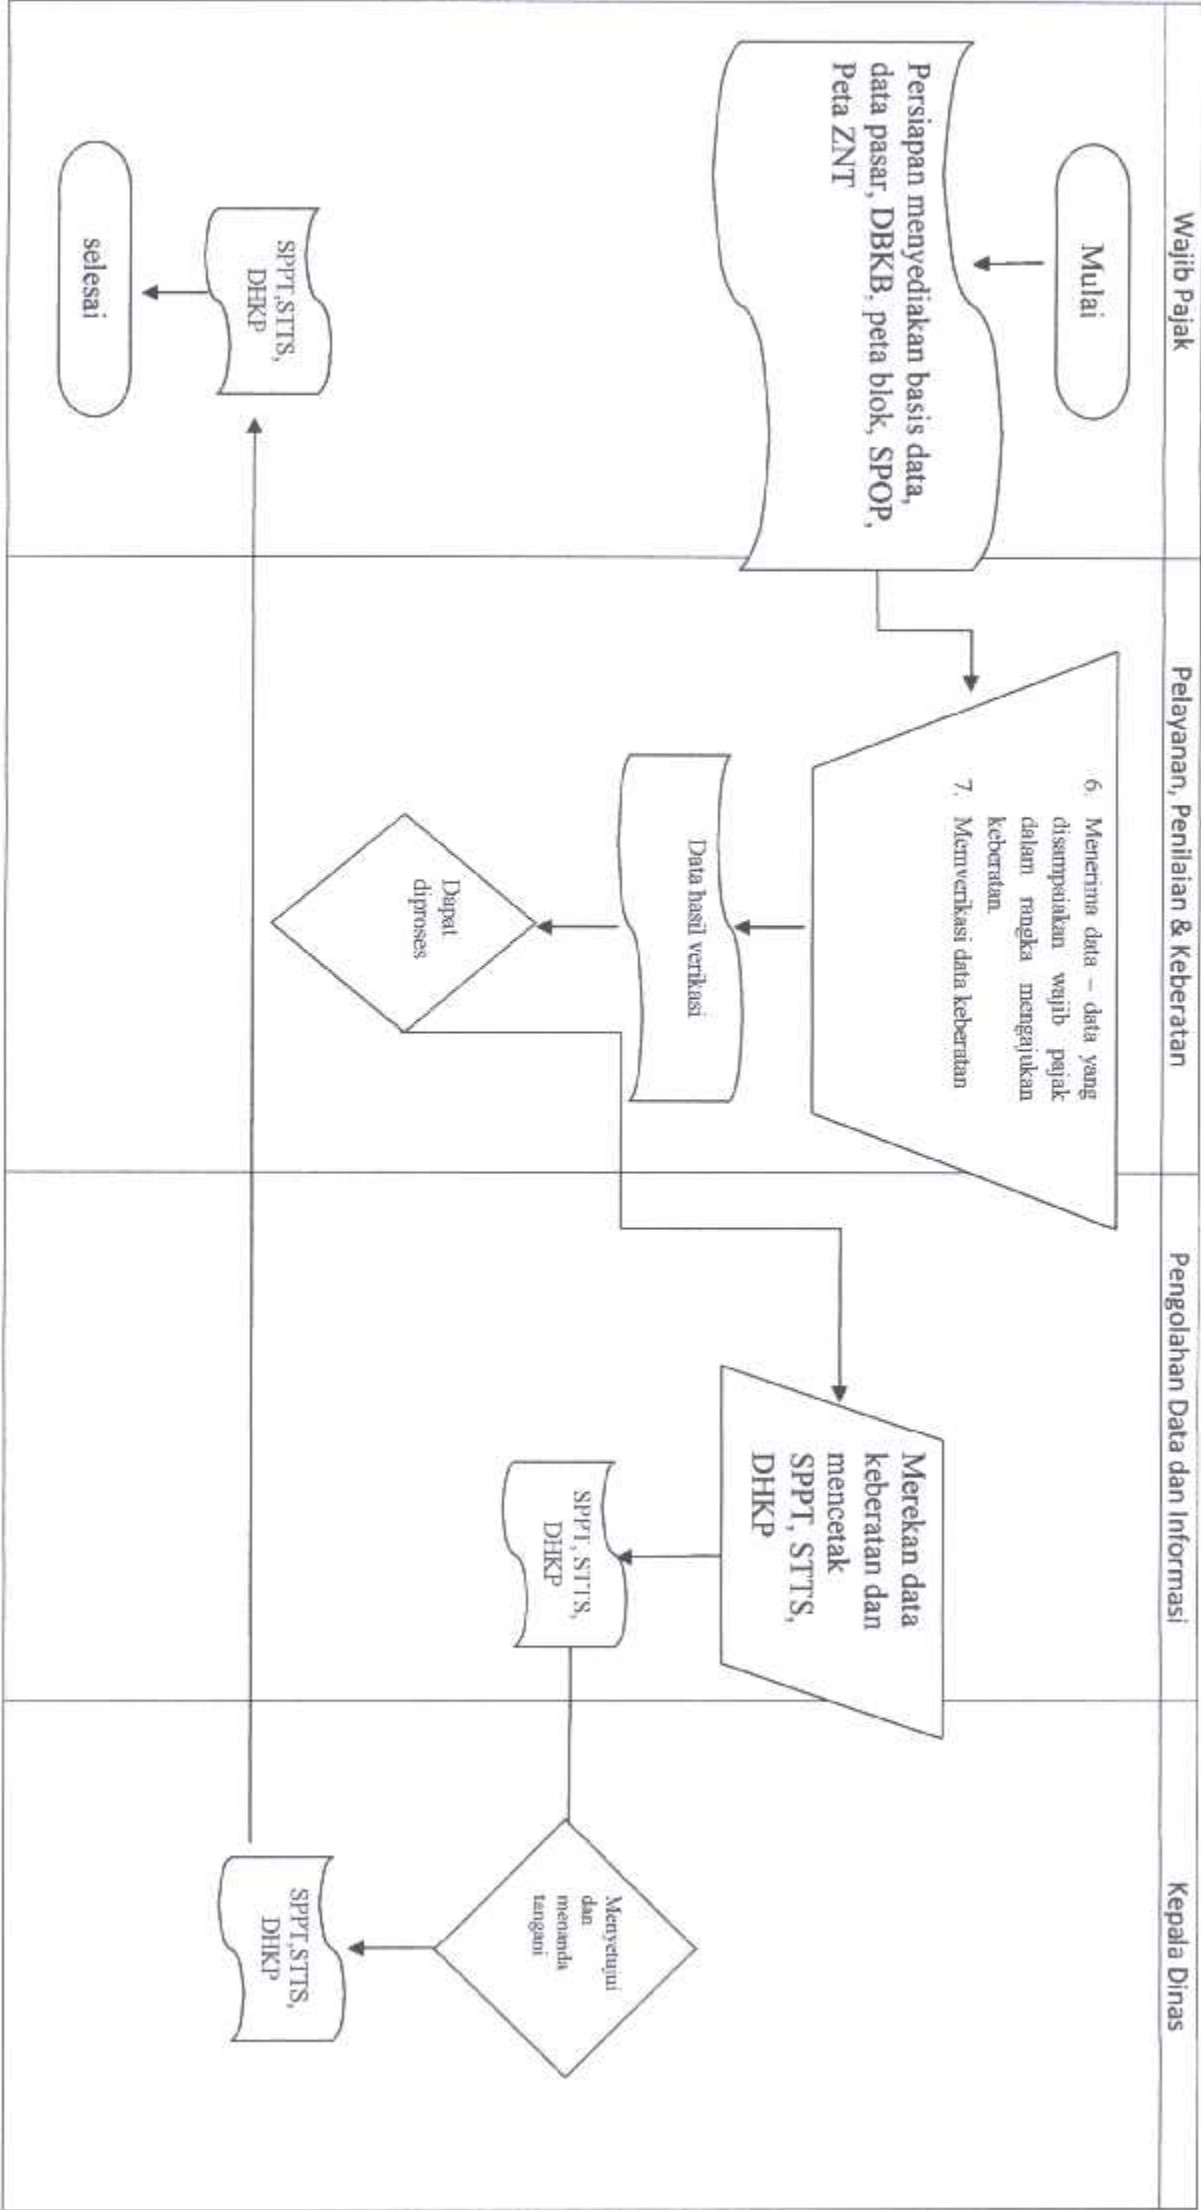 Wajib Pajak
Pelayanan, Penilaian & Keberatan
Pengolahan Data dan Informasi
Kepala Dinas
Mulai
Persiapan menyediakan basis data,
data pasar, DBKB, peta blok, SPOP,
Peta ZNT
6. Menerima data – data yang
disampaiakan wajib pajak
dalam rangka mengajukan
keberatan.
7. Memverikasi data keberatan
Data hasil verikasi
Dapat
diproses
Merekan data
keberatan dan
mencetak
SPPT, STTS,
DHKP
SPPT, STTS,
DHKP
Menyetujui
dan
menanda
tangani
SPPT,STTS,
DHKP
SPPT,STTS,
DHKP
selesai